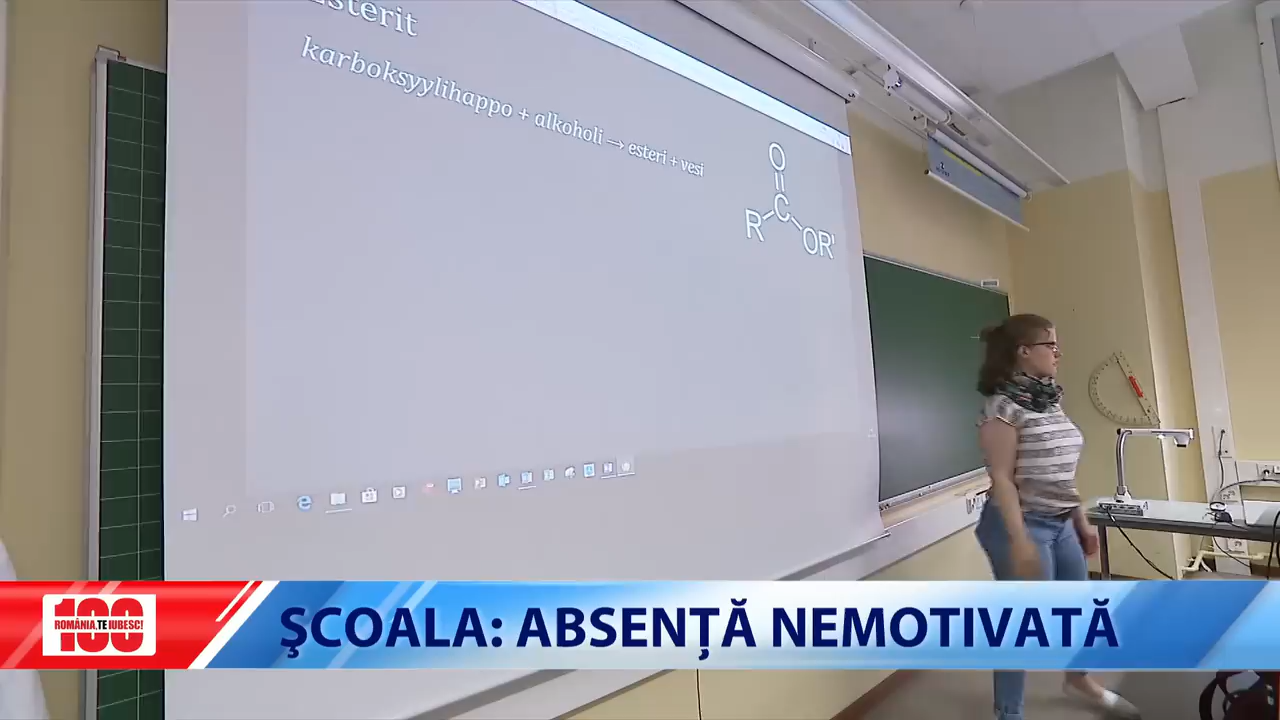 Esterit
karboksyylihappo + alkoholi → esteri + vesi
O
C
R
OR'
100
ROMÂNIA, TE IUBESC!
ŞCOALA: ABSENȚĂ NEMOTIVATĂ